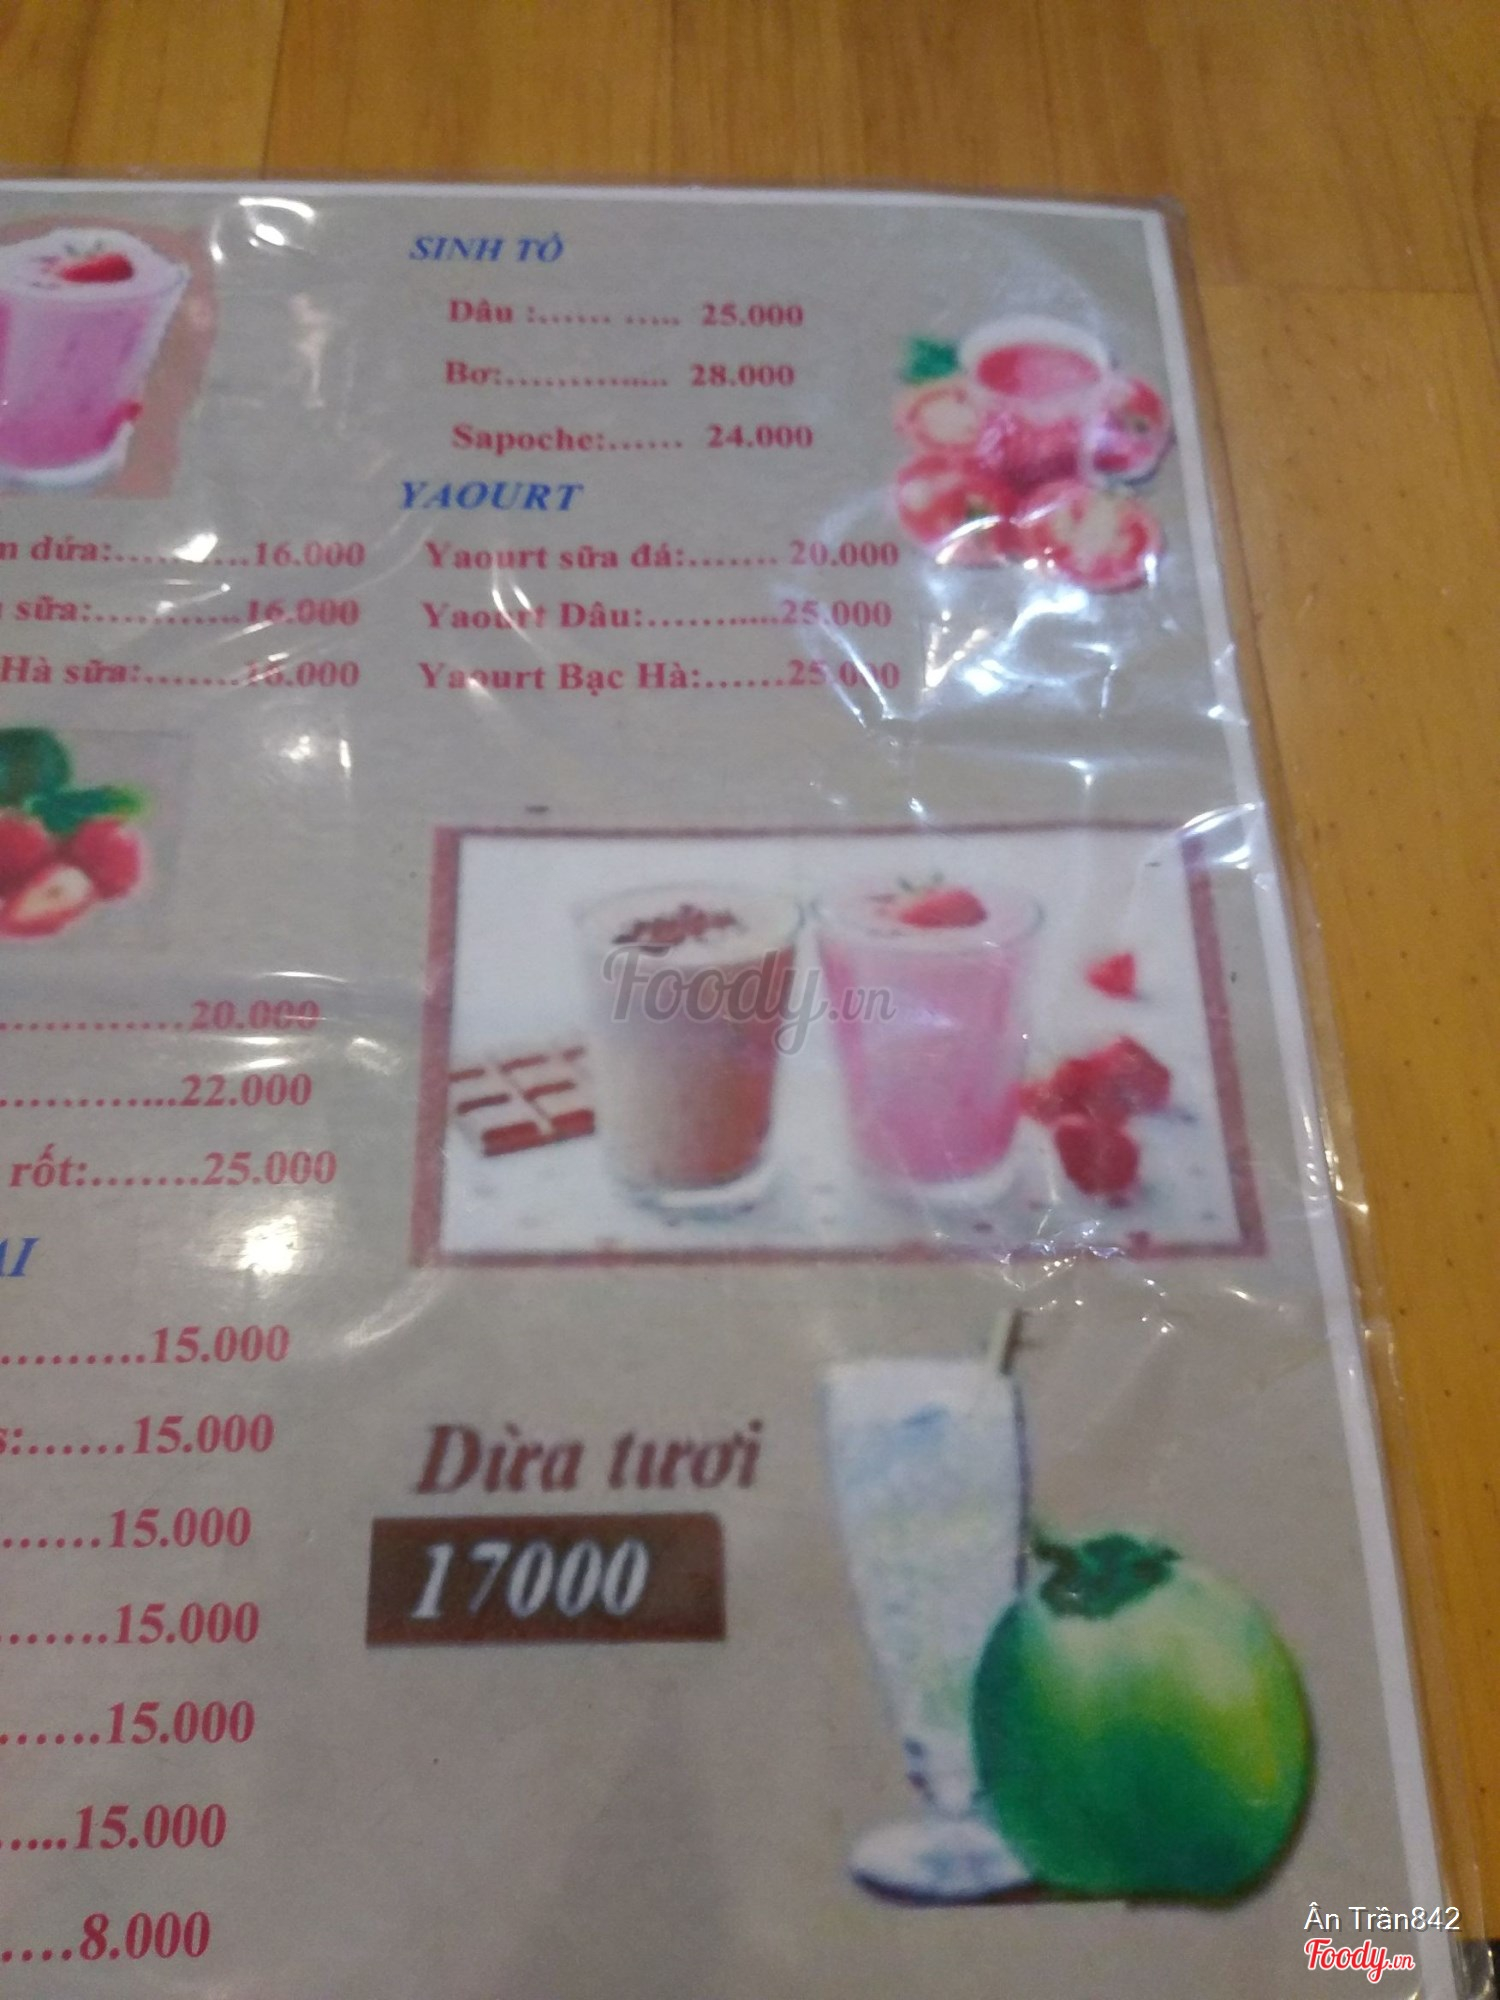 SINH TỐ
Dâu :...... ..... 25.000
Bơ:................ 28.000
Sapoche:...... 24.000
YAOURT
dứa:.............16.000
Yaourt sữa đá:....... 20.000
sữa:..............16.000
Yaourt Dâu:............25.000
Hà sữa:.......16.000
Yaourt Bạc Hà:......25.000
Foody.vn
............20.000
............22.000
rốt:.......25.000
.........15.000
Dừa tươi
s:......15.000
17000
.......15.000
.......15.000
......15.000
.....15.000
....8.000
Ân Trần842
Foody.vn